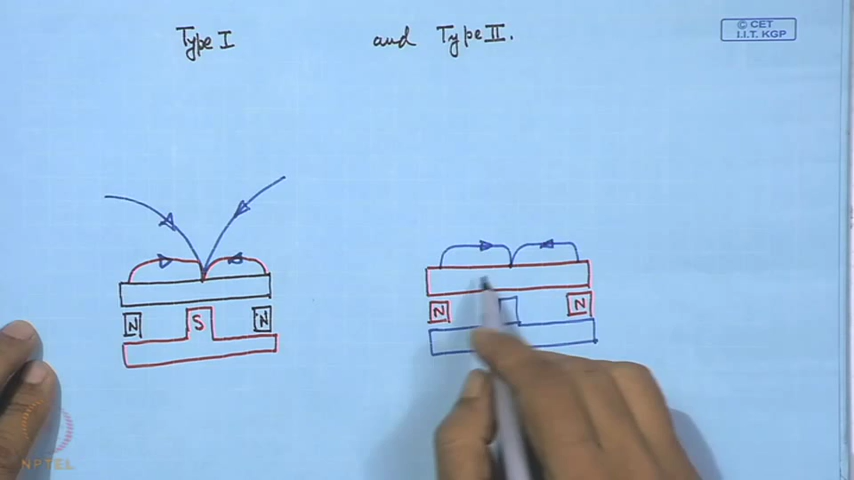 Type I and Type II.
© CET
I.I.T. KGP
N S N
N N
NPTEL